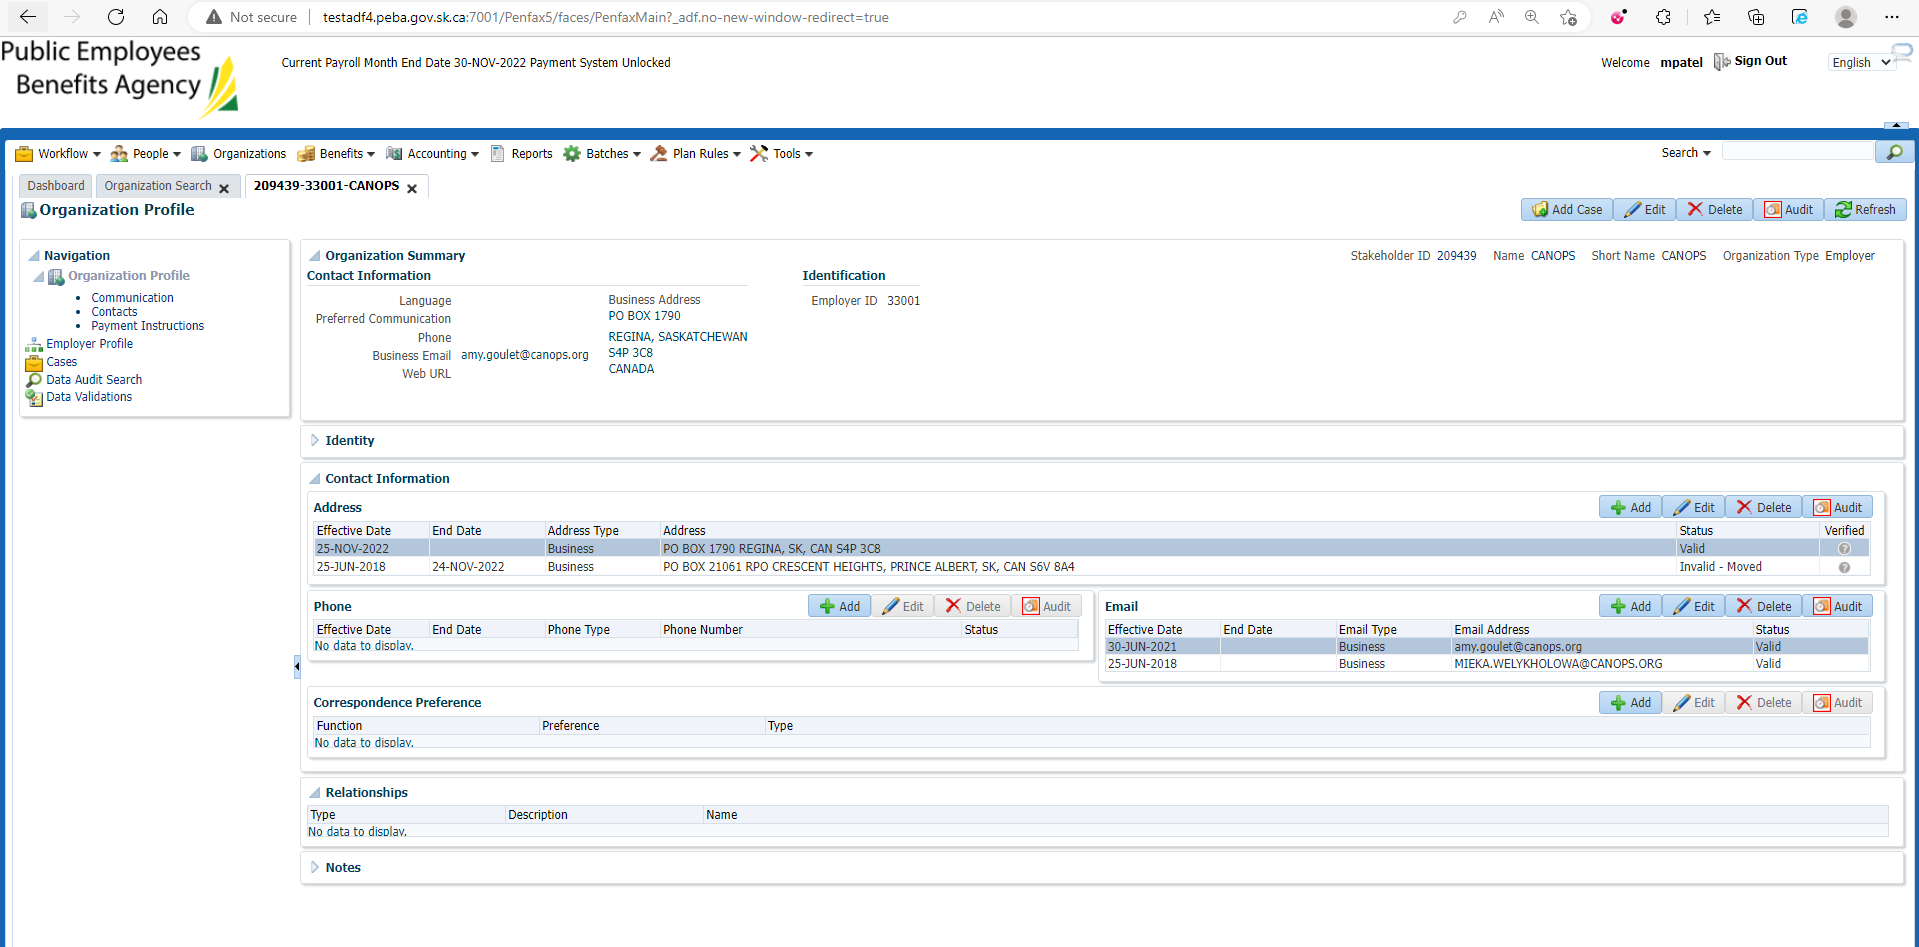 Not secure testadf4.peba.gov.sk.ca:7001/Penfax5/faces/PenfaxMain?_adf.no-new-window-redirect=true
Public Employees
Benefits Agency
Current Payroll Month End Date 30-NOV-2022 Payment System Unlocked
Welcome mpatel Sign Out English
Workflow People Organizations Benefits Accounting Reports Batches Plan Rules Tools Search
Dashboard Organization Search 209439-33001-CANOPS
Organization Profile
Add Case Edit Delete Audit Refresh
Navigation
Organization Profile
• Communication
• Contacts
• Payment Instructions
Employer Profile
Cases
Data Audit Search
Data Validations
Organization Summary Stakeholder ID 209439 Name CANOPS Short Name CANOPS Organization Type Employer
Contact Information Identification
Language Business Address Employer ID 33001
Preferred Communication PO BOX 1790
Phone REGINA, SASKATCHEWAN
Business Email amy.goulet@canops.org S4P 3C8
Web URL CANADA
Identity
Contact Information
Address Add Edit Delete Audit
Effective Date End Date Address Type Address Status Verified
25-NOV-2022 Business PO BOX 1790 REGINA, SK, CAN S4P 3C8 Valid
25-JUN-2018 24-NOV-2022 Business PO BOX 21061 RPO CRESCENT HEIGHTS, PRINCE ALBERT, SK, CAN S6V 8A4 Invalid - Moved
Phone Add Edit Delete Audit
Effective Date End Date Phone Type Phone Number Status
No data to display.
Email Add Edit Delete Audit
Effective Date End Date Email Type Email Address Status
30-JUN-2021 Business amy.goulet@canops.org Valid
25-JUN-2018 Business MIEKA.WELYKHOLOWA@CANOPS.ORG Valid
Correspondence Preference Add Edit Delete Audit
Function Preference Type
No data to display.
Relationships
Type Description Name
No data to display.
Notes